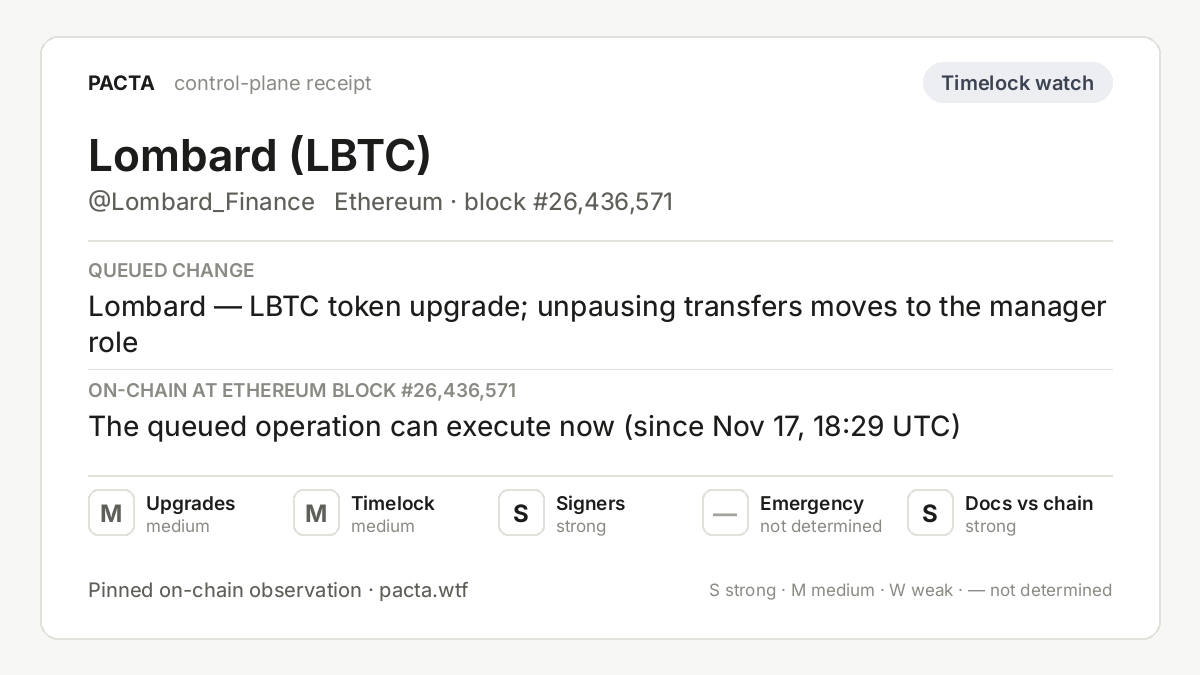 PACTA control-plane receipt
Timelock watch
Lombard (LBTC)
@Lombard_Finance Ethereum · block #26,436,571
QUEUED CHANGE
Lombard — LBTC token upgrade; unpausing transfers moves to the manager
role
ON-CHAIN AT ETHEREUM BLOCK #26,436,571
The queued operation can execute now (since Nov 17, 18:29 UTC)
M Upgrades
medium
M Timelock
medium
S Signers
strong
— Emergency
not determined
S Docs vs chain
strong
Pinned on-chain observation · pacta.wtf
S strong · M medium · W weak · — not determined